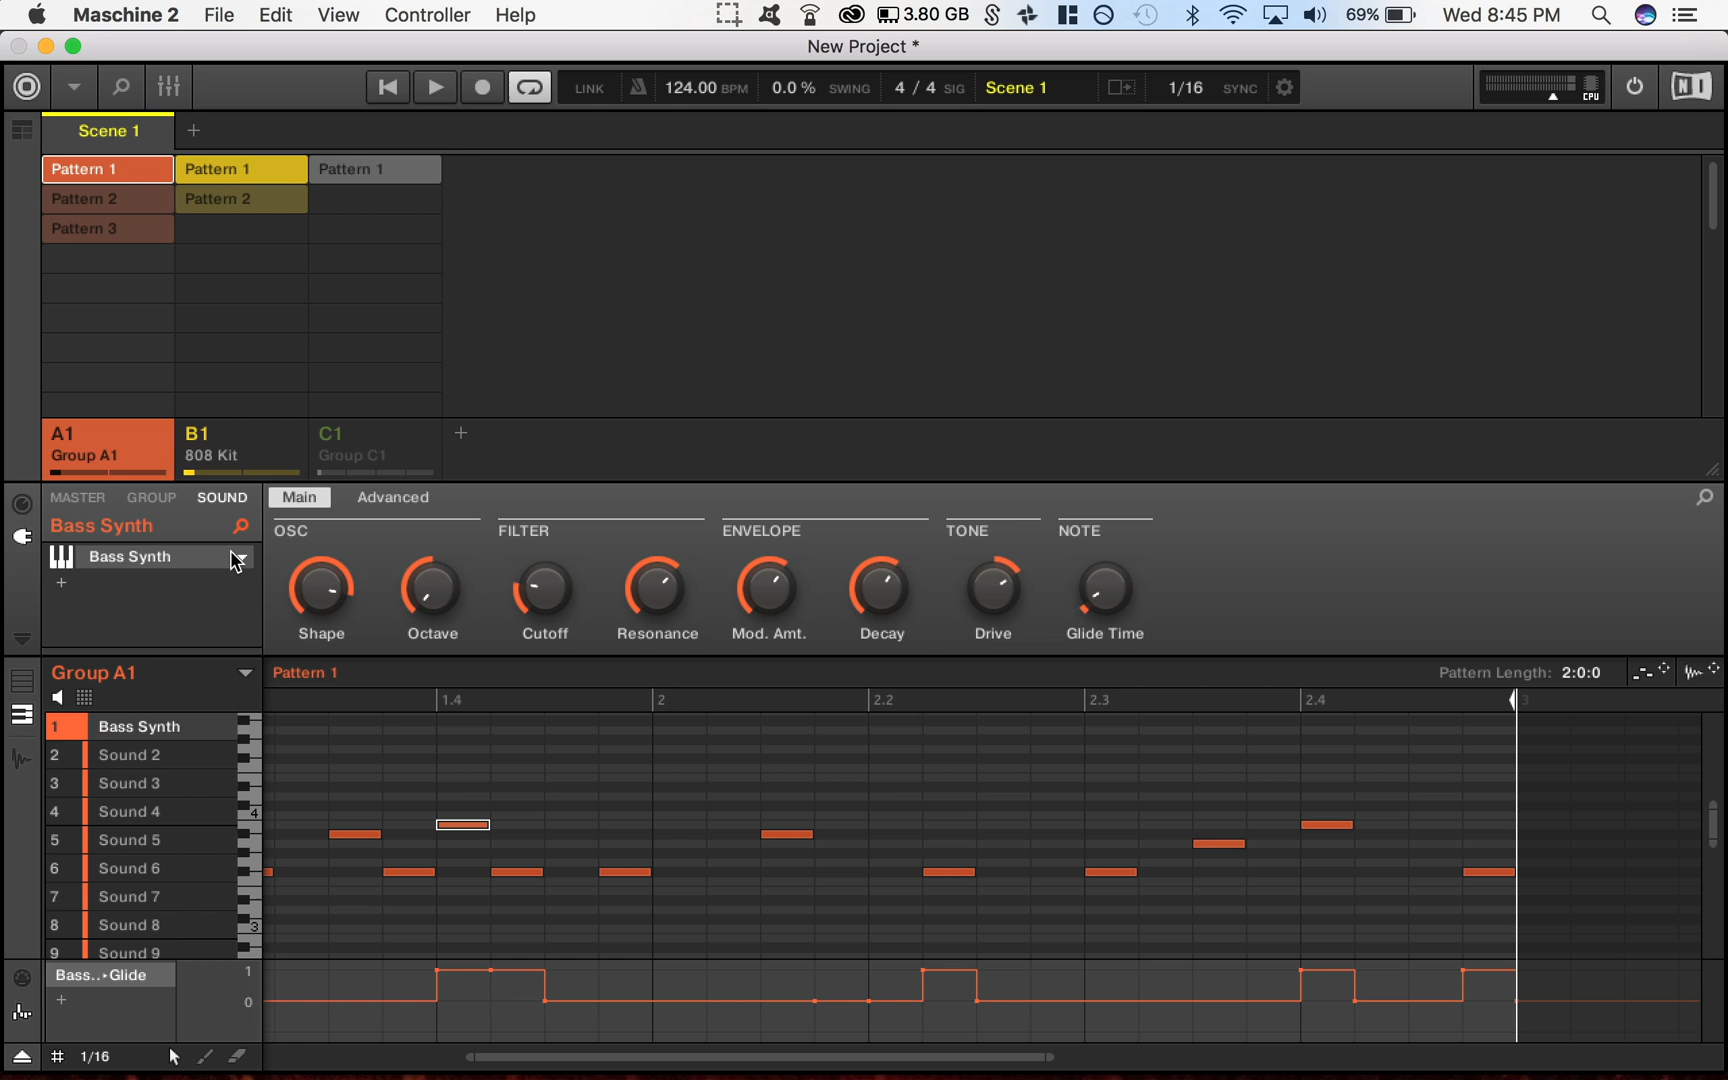 Maschine 2 File Edit View Controller Help 3.80 GB 69% Wed 8:45 PM
New Project *
LINK 124.00 BPM 0.0 % SWING 4 / 4 SIG Scene 1 1/16 SYNC CPU NI
Scene 1 +
Pattern 1 Pattern 1 Pattern 1
Pattern 2 Pattern 2
Pattern 3
A1 B1 C1 +
Group A1 808 Kit Group C1
MASTER GROUP SOUND Main Advanced
Bass Synth OSC FILTER ENVELOPE TONE NOTE
Bass Synth
+
Shape Octave Cutoff Resonance Mod. Amt. Decay Drive Glide Time
Group A1 Pattern 1 Pattern Length: 2:0:0
1.4 2 2.2 2.3 2.4 3
1 Bass Synth
2 Sound 2
3 Sound 3
4 Sound 4 4
5 Sound 5
6 Sound 6
7 Sound 7
8 Sound 8 3
9 Sound 9
Bass..▸Glide 1
+ 0
1/16